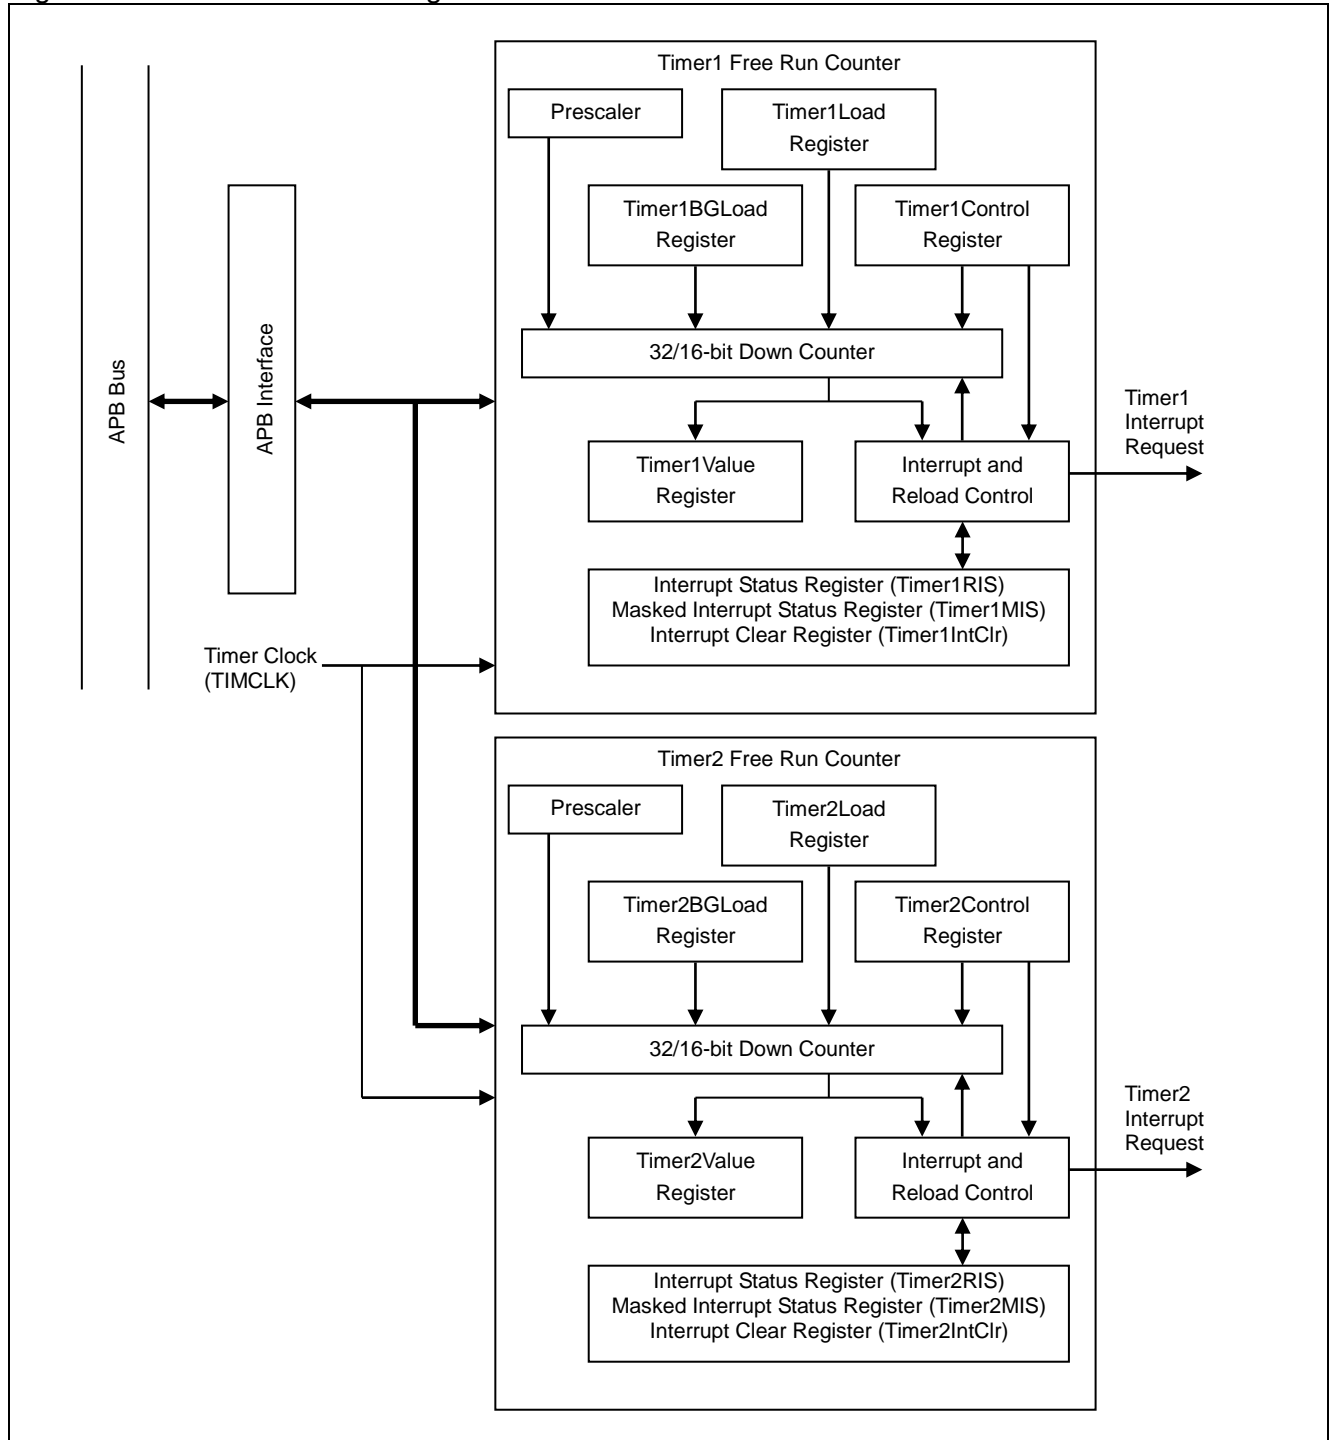 Timer1 Free Run Counter
Prescaler
Timer1Load
Register
Timer1BGLoad
Register
Timer1Control
Register
32/16-bit Down Counter
APB Bus
APB Interface
Timer1
Interrupt
Request
Timer1Value
Register
Interrupt and
Reload Control
Interrupt Status Register (Timer1RIS)
Masked Interrupt Status Register (Timer1MIS)
Interrupt Clear Register (Timer1IntClr)
Timer Clock
(TIMCLK)
Timer2 Free Run Counter
Prescaler
Timer2Load
Register
Timer2BGLoad
Register
Timer2Control
Register
32/16-bit Down Counter
Timer2
Interrupt
Request
Timer2Value
Register
Interrupt and
Reload Control
Interrupt Status Register (Timer2RIS)
Masked Interrupt Status Register (Timer2MIS)
Interrupt Clear Register (Timer2IntClr)